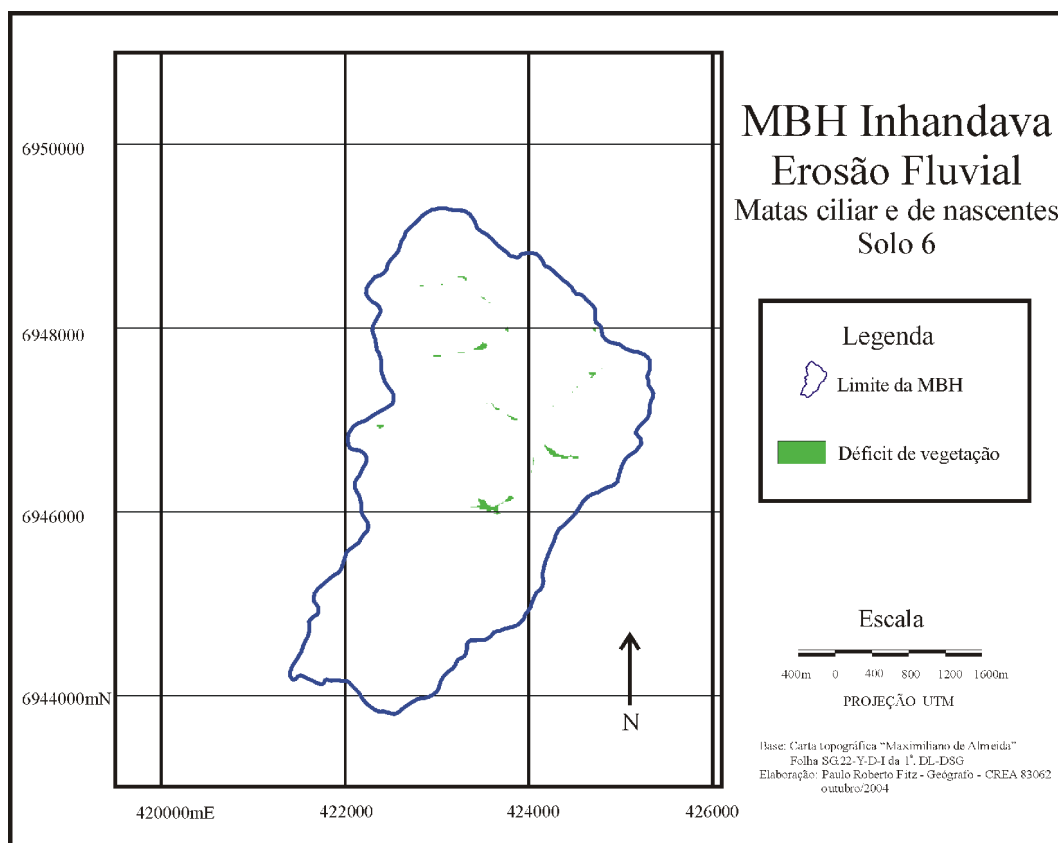 MBH Inhandava
Erosão Fluvial
Matas ciliar e de nascentes
Solo 6
6950000
6948000
6946000
6944000mN
420000mE
422000
424000
426000
N
Legenda
Limite da MBH
Déficit de vegetação
Escala
400m 0 400 800 1200 1600m
PROJEÇÃO UTM
Base: Carta topográfica "Maximiliano de Almeida"
Folha SG.22-Y-D-I da 1ª. DL-DSG
Elaboração: Paulo Roberto Fitz - Geógrafo - CREA 83062
outubro/2004